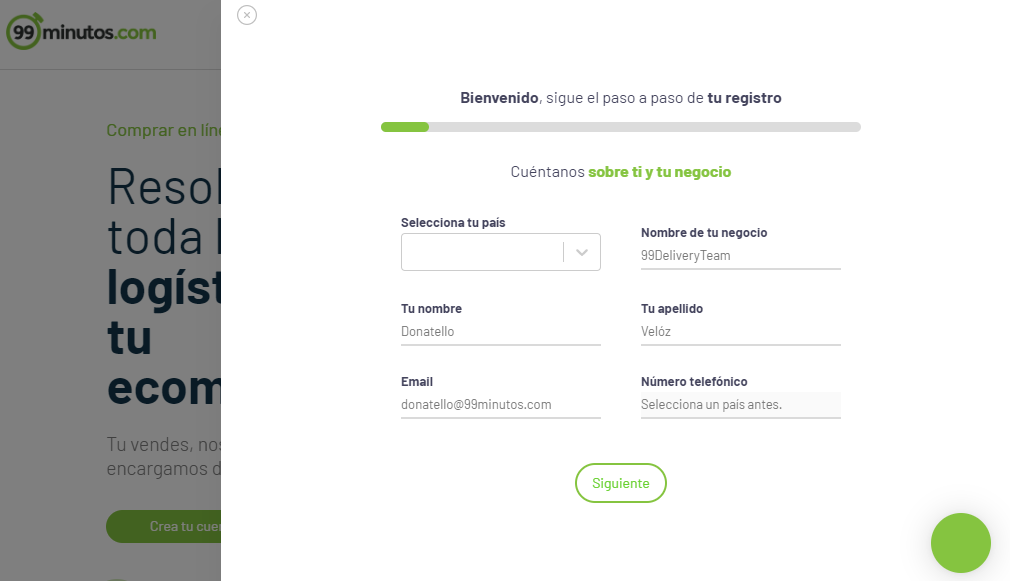 99minutos.com
Comprar en líne
Resol
toda l
logíst
tu
ecom
Tu vendes, nos
encargamos d
Crea tu cuen
Bienvenido, sigue el paso a paso de tu registro
Cuéntanos sobre ti y tu negocio
Selecciona tu país
Nombre de tu negocio
99DeliveryTeam
Tu nombre
Donatello
Tu apellido
Velóz
Email
donatello@99minutos.com
Número telefónico
Selecciona un país antes.
Siguiente